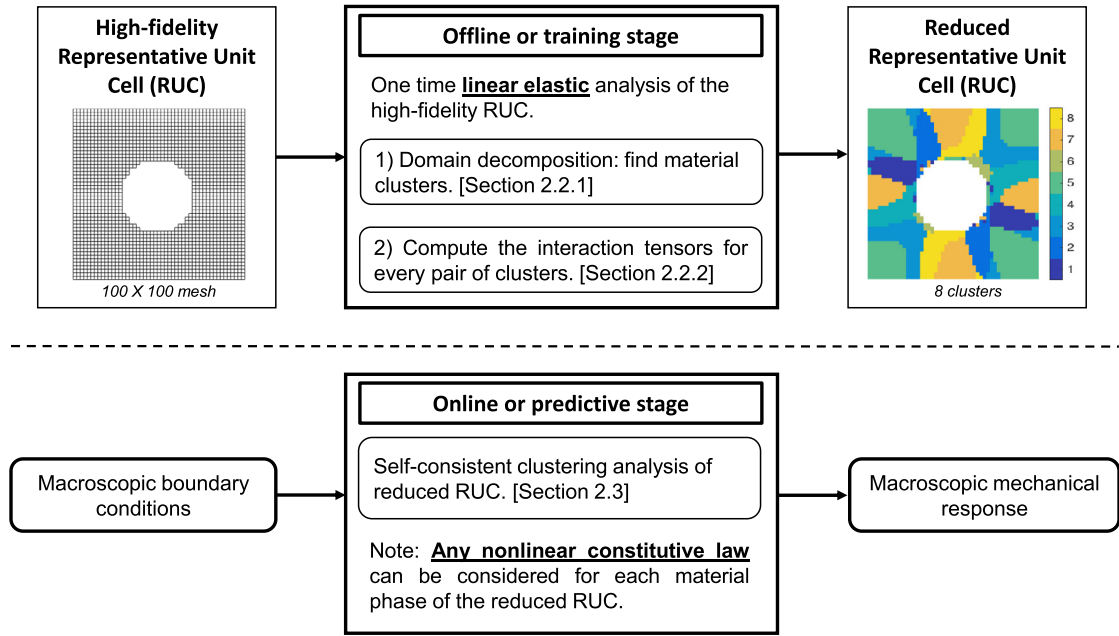 High-fidelity
Representative Unit
Cell (RUC)
100 X 100 mesh
Offline or training stage
One time linear elastic analysis of the
high-fidelity RUC.
1) Domain decomposition: find material
clusters. [Section 2.2.1]
2) Compute the interaction tensors for
every pair of clusters. [Section 2.2.2]
Reduced
Representative Unit
Cell (RUC)
8
7
6
5
4
3
2
1
8 clusters
Macroscopic boundary
conditions
Online or predictive stage
Self-consistent clustering analysis of
reduced RUC. [Section 2.3]
Note: Any nonlinear constitutive law
can be considered for each material
phase of the reduced RUC.
Macroscopic mechanical
response